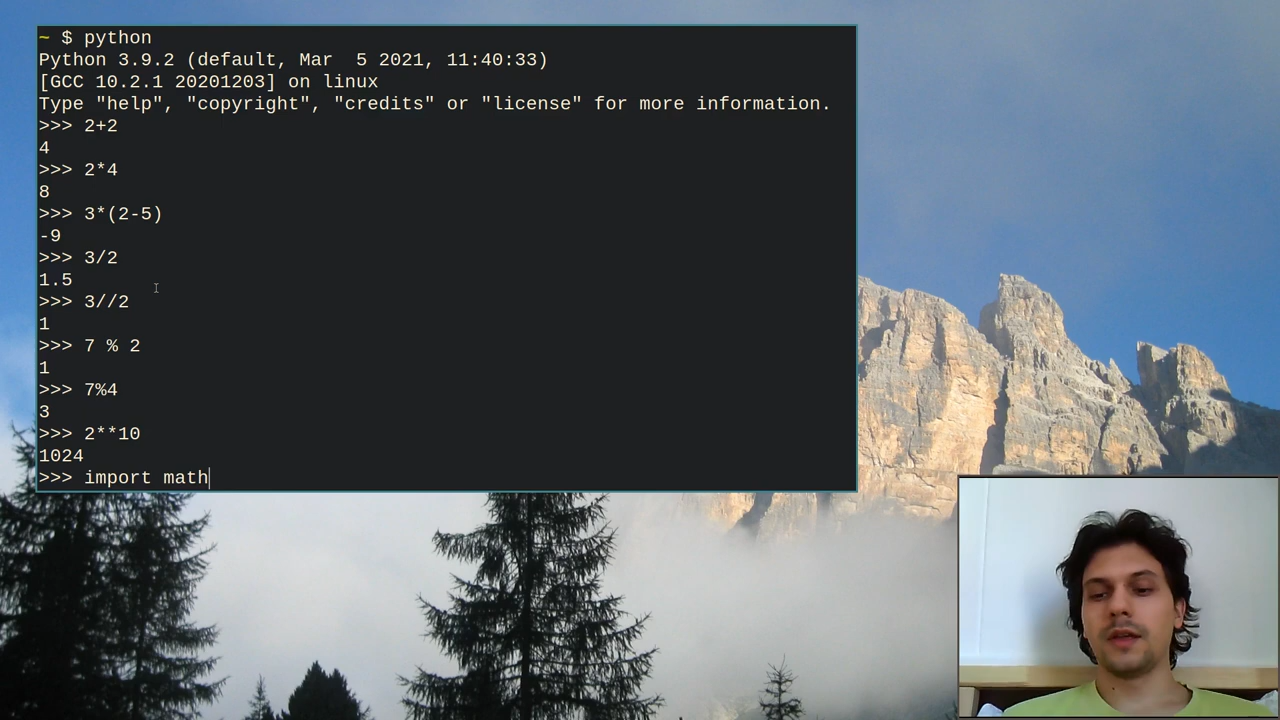 ~ $ python
Python 3.9.2 (default, Mar  5 2021, 11:40:33)
[GCC 10.2.1 20201203] on linux
Type "help", "copyright", "credits" or "license" for more information.
>>> 2+2
4
>>> 2*4
8
>>> 3*(2-5)
-9
>>> 3/2
1.5
>>> 3//2
1
>>> 7 % 2
1
>>> 7%4
3
>>> 2**10
1024
>>> import math